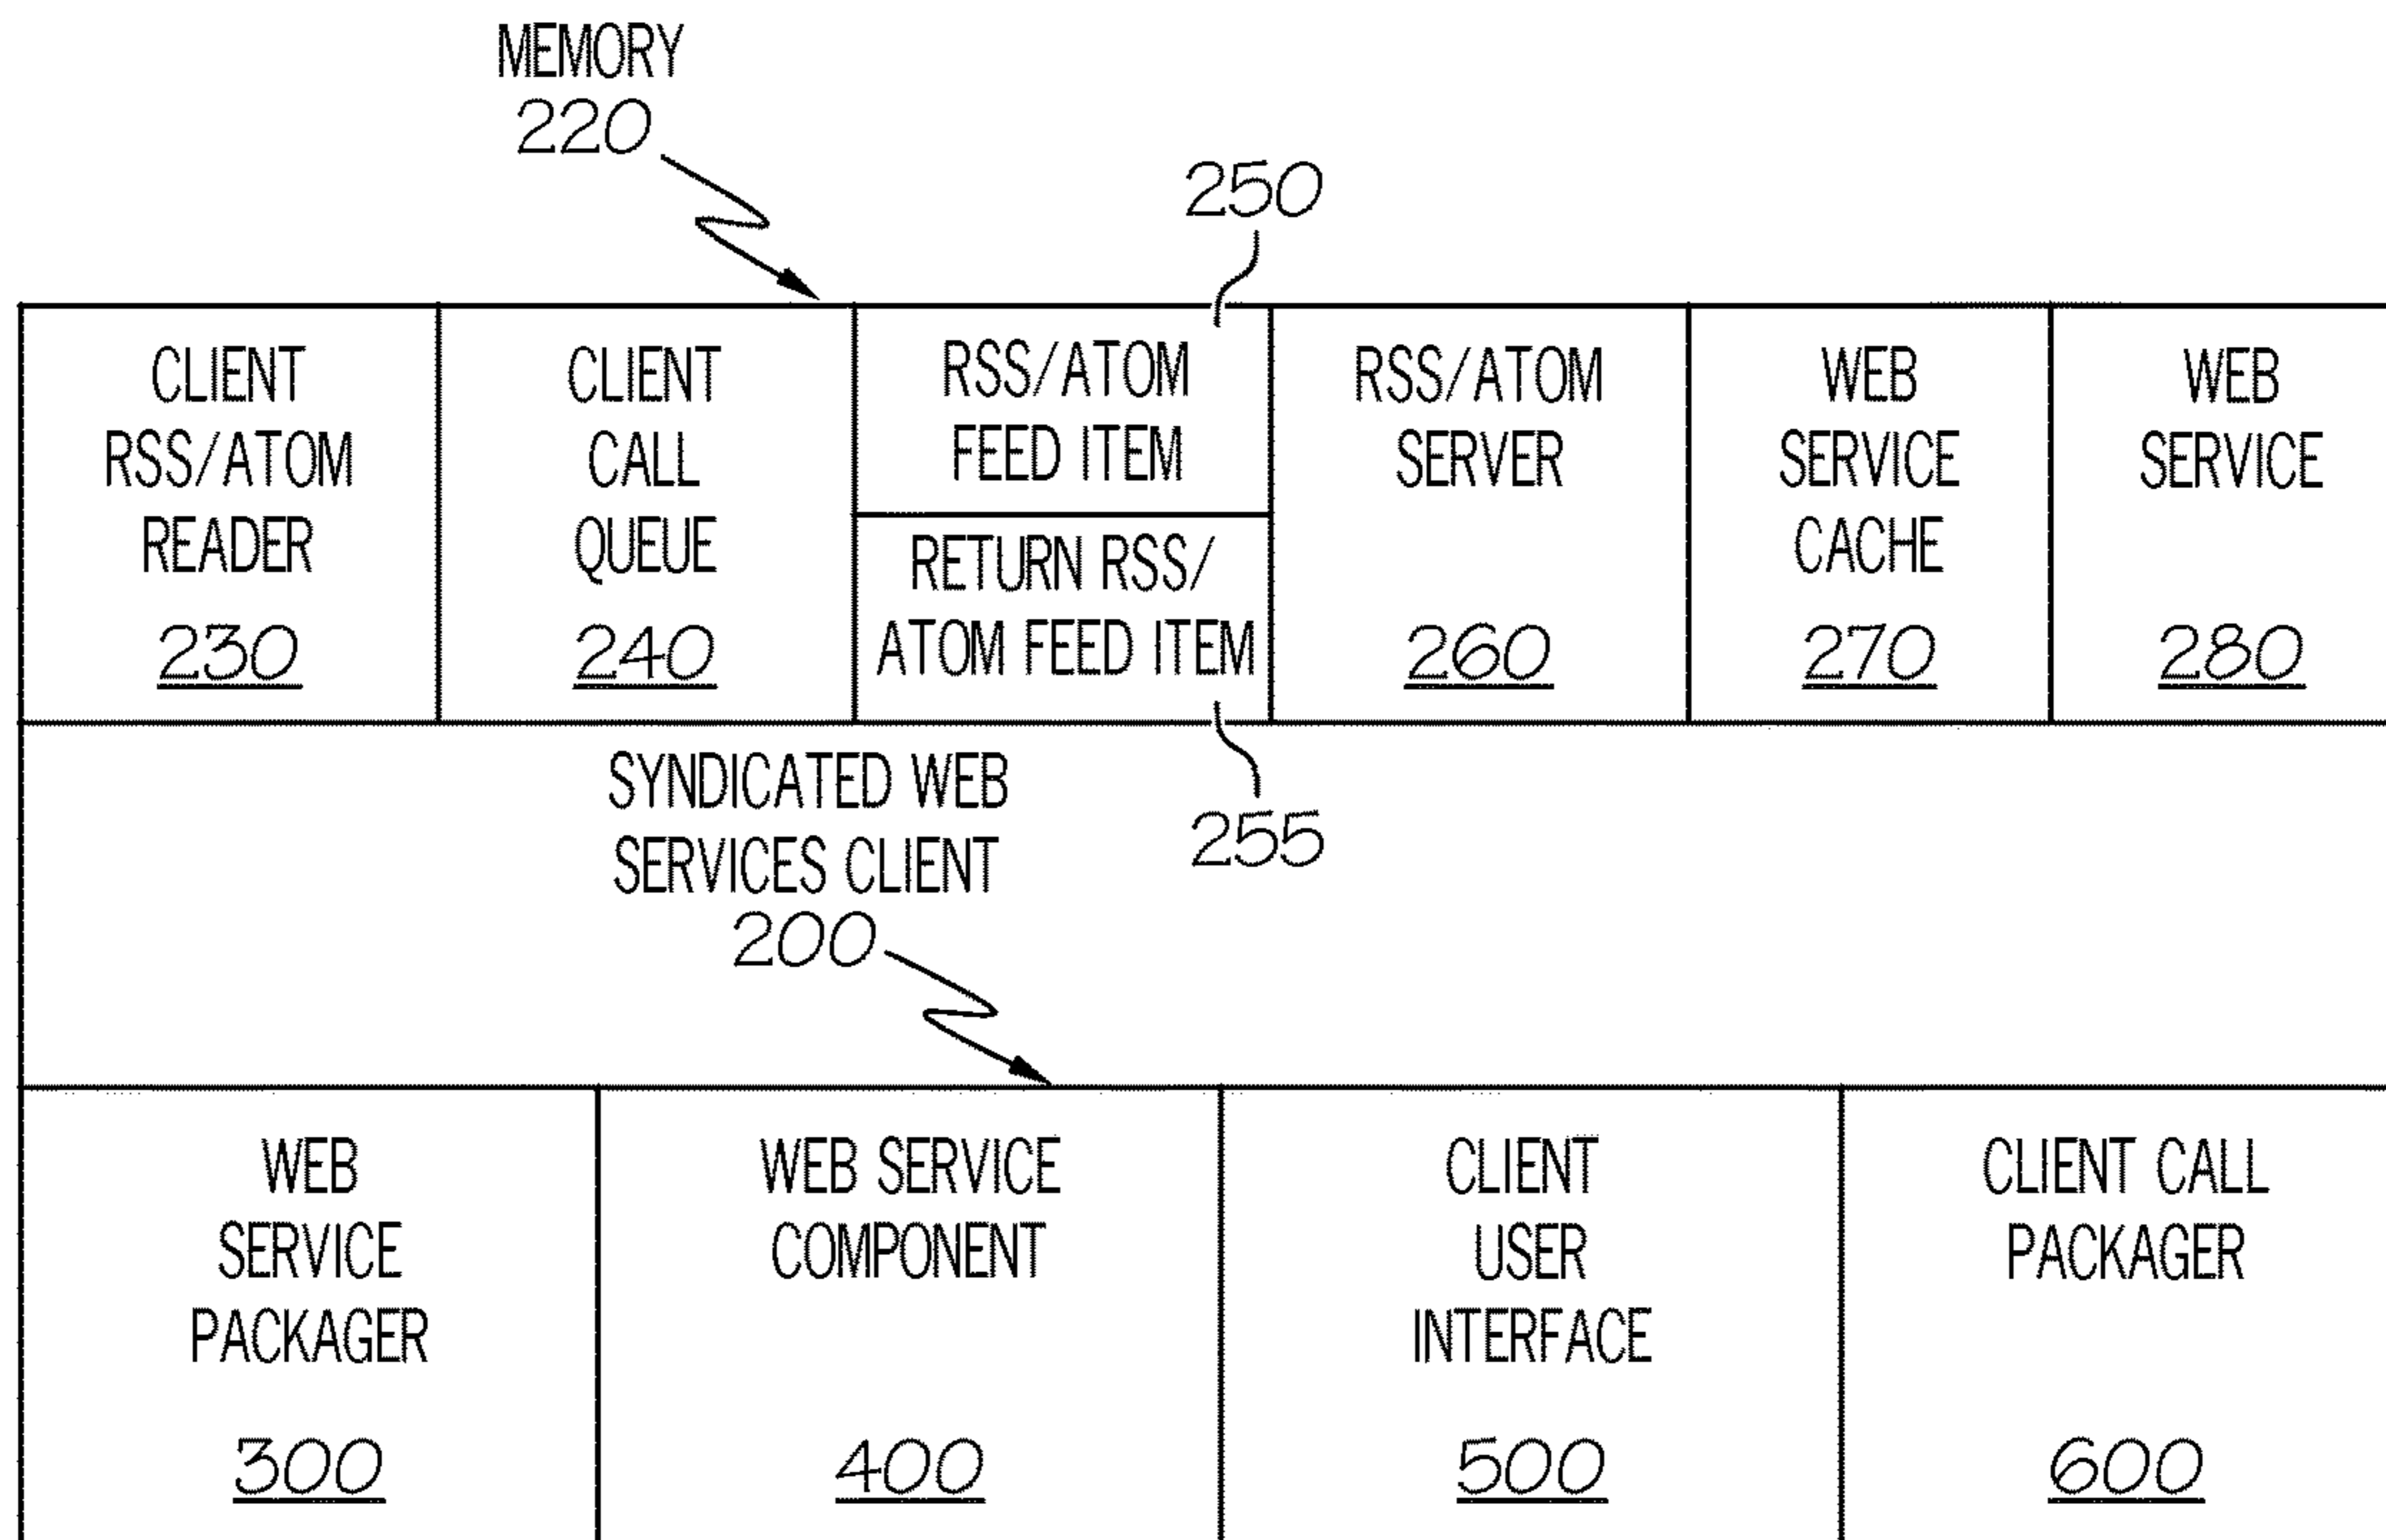 MEMORY
220
250
CLIENT
RSS/ATOM
READER
230
CLIENT
CALL
QUEUE
240
RSS/ATOM
FEED ITEM
RETURN RSS/
ATOM FEED ITEM
RSS/ATOM
SERVER
260
WEB
SERVICE
CACHE
270
WEB
SERVICE
280
255
SYNDICATED WEB
SERVICES CLIENT
200
WEB
SERVICE
PACKAGER
300
WEB SERVICE
COMPONENT
400
CLIENT
USER
INTERFACE
500
CLIENT CALL
PACKAGER
600